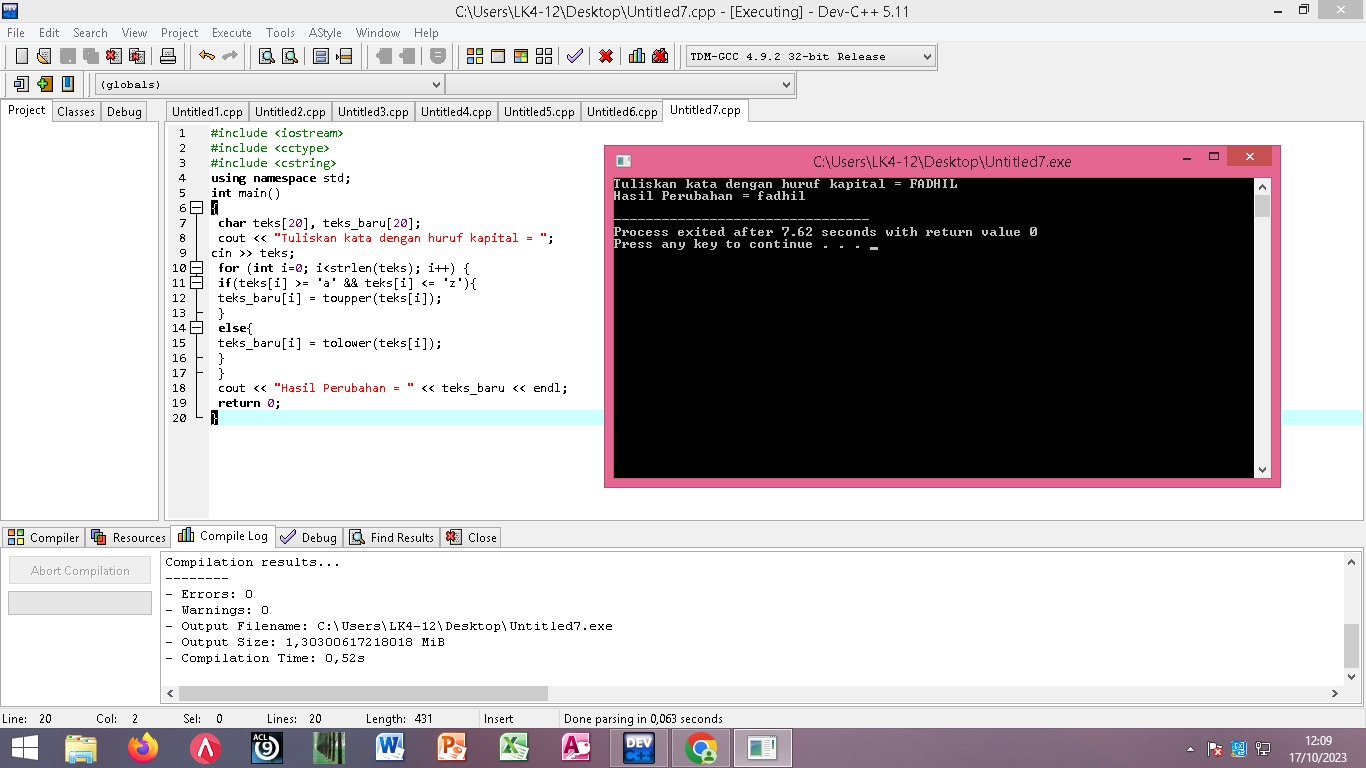 C:\Users\LK4-12\Desktop\Untitled7.cpp - [Executing] - Dev-C++ 5.11
File Edit Search View Project Execute Tools AStyle Window Help
TDM-GCC 4.9.2 32-bit Release
(globals)
Project Classes Debug
Untitled1.cpp Untitled2.cpp Untitled3.cpp Untitled4.cpp Untitled5.cpp Untitled6.cpp Untitled7.cpp
1 #include <iostream>
2 #include <cctype>
3 #include <cstring>
4 using namespace std;
5 int main()
6 {
7 char teks[20], teks_baru[20];
8 cout << "Tuliskan kata dengan huruf kapital = ";
9 cin >> teks;
10 for (int i=0; i<strlen(teks); i++) {
11 if(teks[i] >= 'a' && teks[i] <= 'z'){
12 teks_baru[i] = toupper(teks[i]);
13 }
14 else{
15 teks_baru[i] = tolower(teks[i]);
16 }
17 }
18 cout << "Hasil Perubahan = " << teks_baru << endl;
19 return 0;
20 }
C:\Users\LK4-12\Desktop\Untitled7.exe
Tuliskan kata dengan huruf kapital = FADHIL
Hasil Perubahan = fadhil
--------------------------------
Process exited after 7.62 seconds with return value 0
Press any key to continue . . . _
Compiler Resources Compile Log Debug Find Results Close
Abort Compilation
Compilation results...
--------
- Errors: 0
- Warnings: 0
- Output Filename: C:\Users\LK4-12\Desktop\Untitled7.exe
- Output Size: 1,30300617218018 MiB
- Compilation Time: 0,52s
Line: 20 Col: 2 Sel: 0 Lines: 20 Length: 431 Insert Done parsing in 0,063 seconds
ACL
9
DEV
C++
12:09
17/10/2023